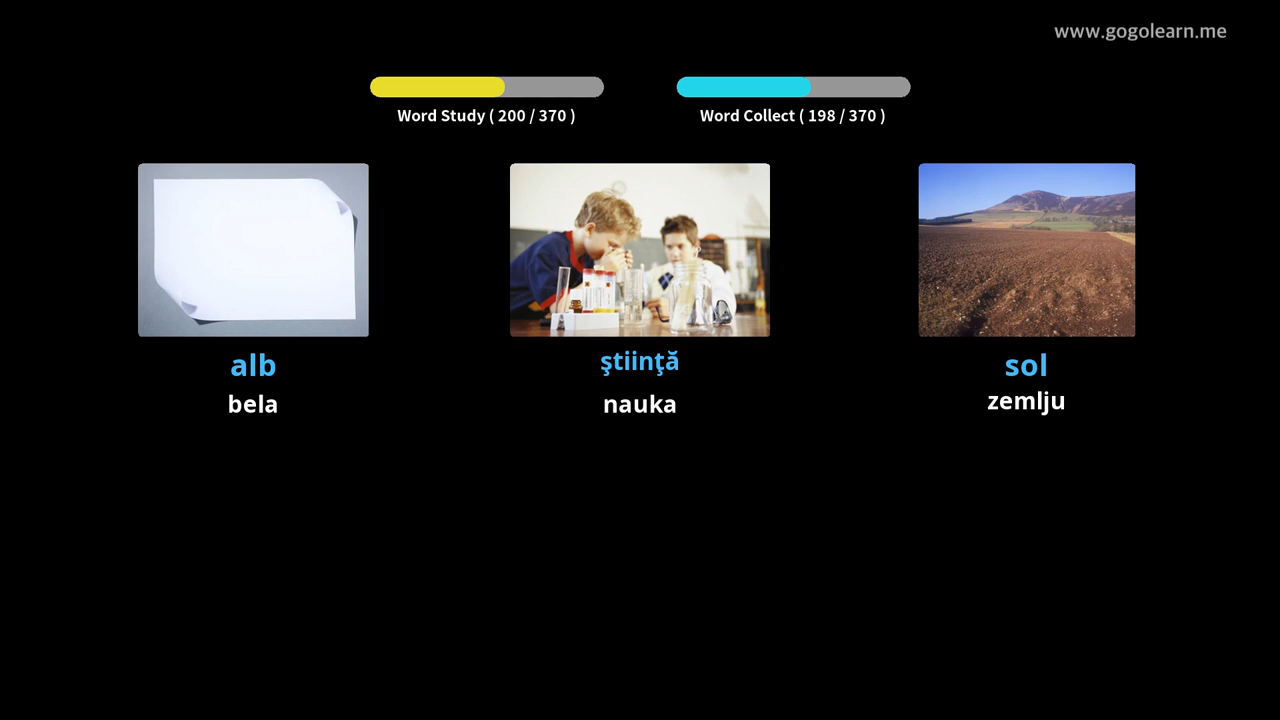 www.gogolearn.me
Word Study ( 200 / 370 )
Word Collect ( 198 / 370 )
alb
bela
ştiinţă
nauka
sol
zemlju